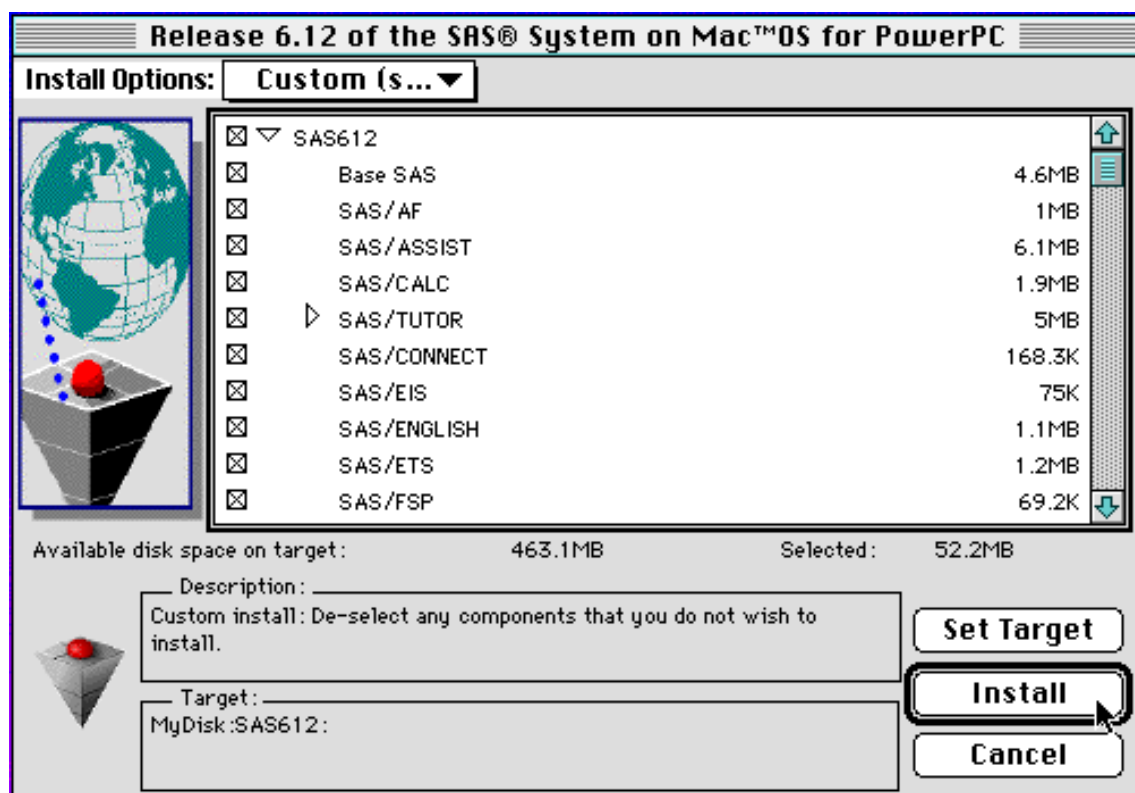 Release 6.12 of the SAS® System on Mac™OS for PowerPC
Install Options: Custom (s...
SAS612
Base SAS 4.6MB
SAS/AF 1MB
SAS/ASSIST 6.1MB
SAS/CALC 1.9MB
SAS/TUTOR 5MB
SAS/CONNECT 168.3K
SAS/EIS 75K
SAS/ENGLISH 1.1MB
SAS/ETS 1.2MB
SAS/FSP 69.2K
Available disk space on target: 463.1MB Selected: 52.2MB
Description:
Custom install: De-select any components that you do not wish to
install.
Set Target
Target:
MyDisk:SAS612:
Install
Cancel